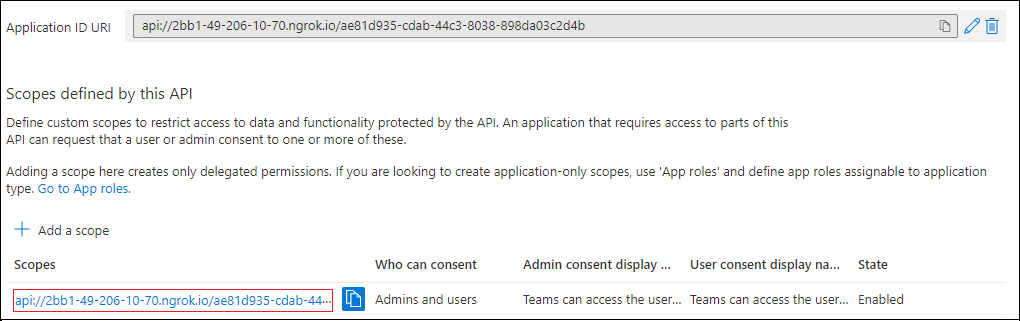 Application ID URI api://2bb1-49-206-10-70.ngrok.io/ae81d935-cdab-44c3-8038-898da03c2d4b
Scopes defined by this API
Define custom scopes to restrict access to data and functionality protected by the API. An application that requires access to parts of this
API can request that a user or admin consent to one or more of these.
Adding a scope here creates only delegated permissions. If you are looking to create application-only scopes, use 'App roles' and define app roles assignable to application
type. Go to App roles.
Add a scope
Scopes Who can consent Admin consent display ... User consent display na... State
api://2bb1-49-206-10-70.ngrok.io/ae81d935-cdab-44... Admins and users Teams can access the user... Teams can access the user... Enabled